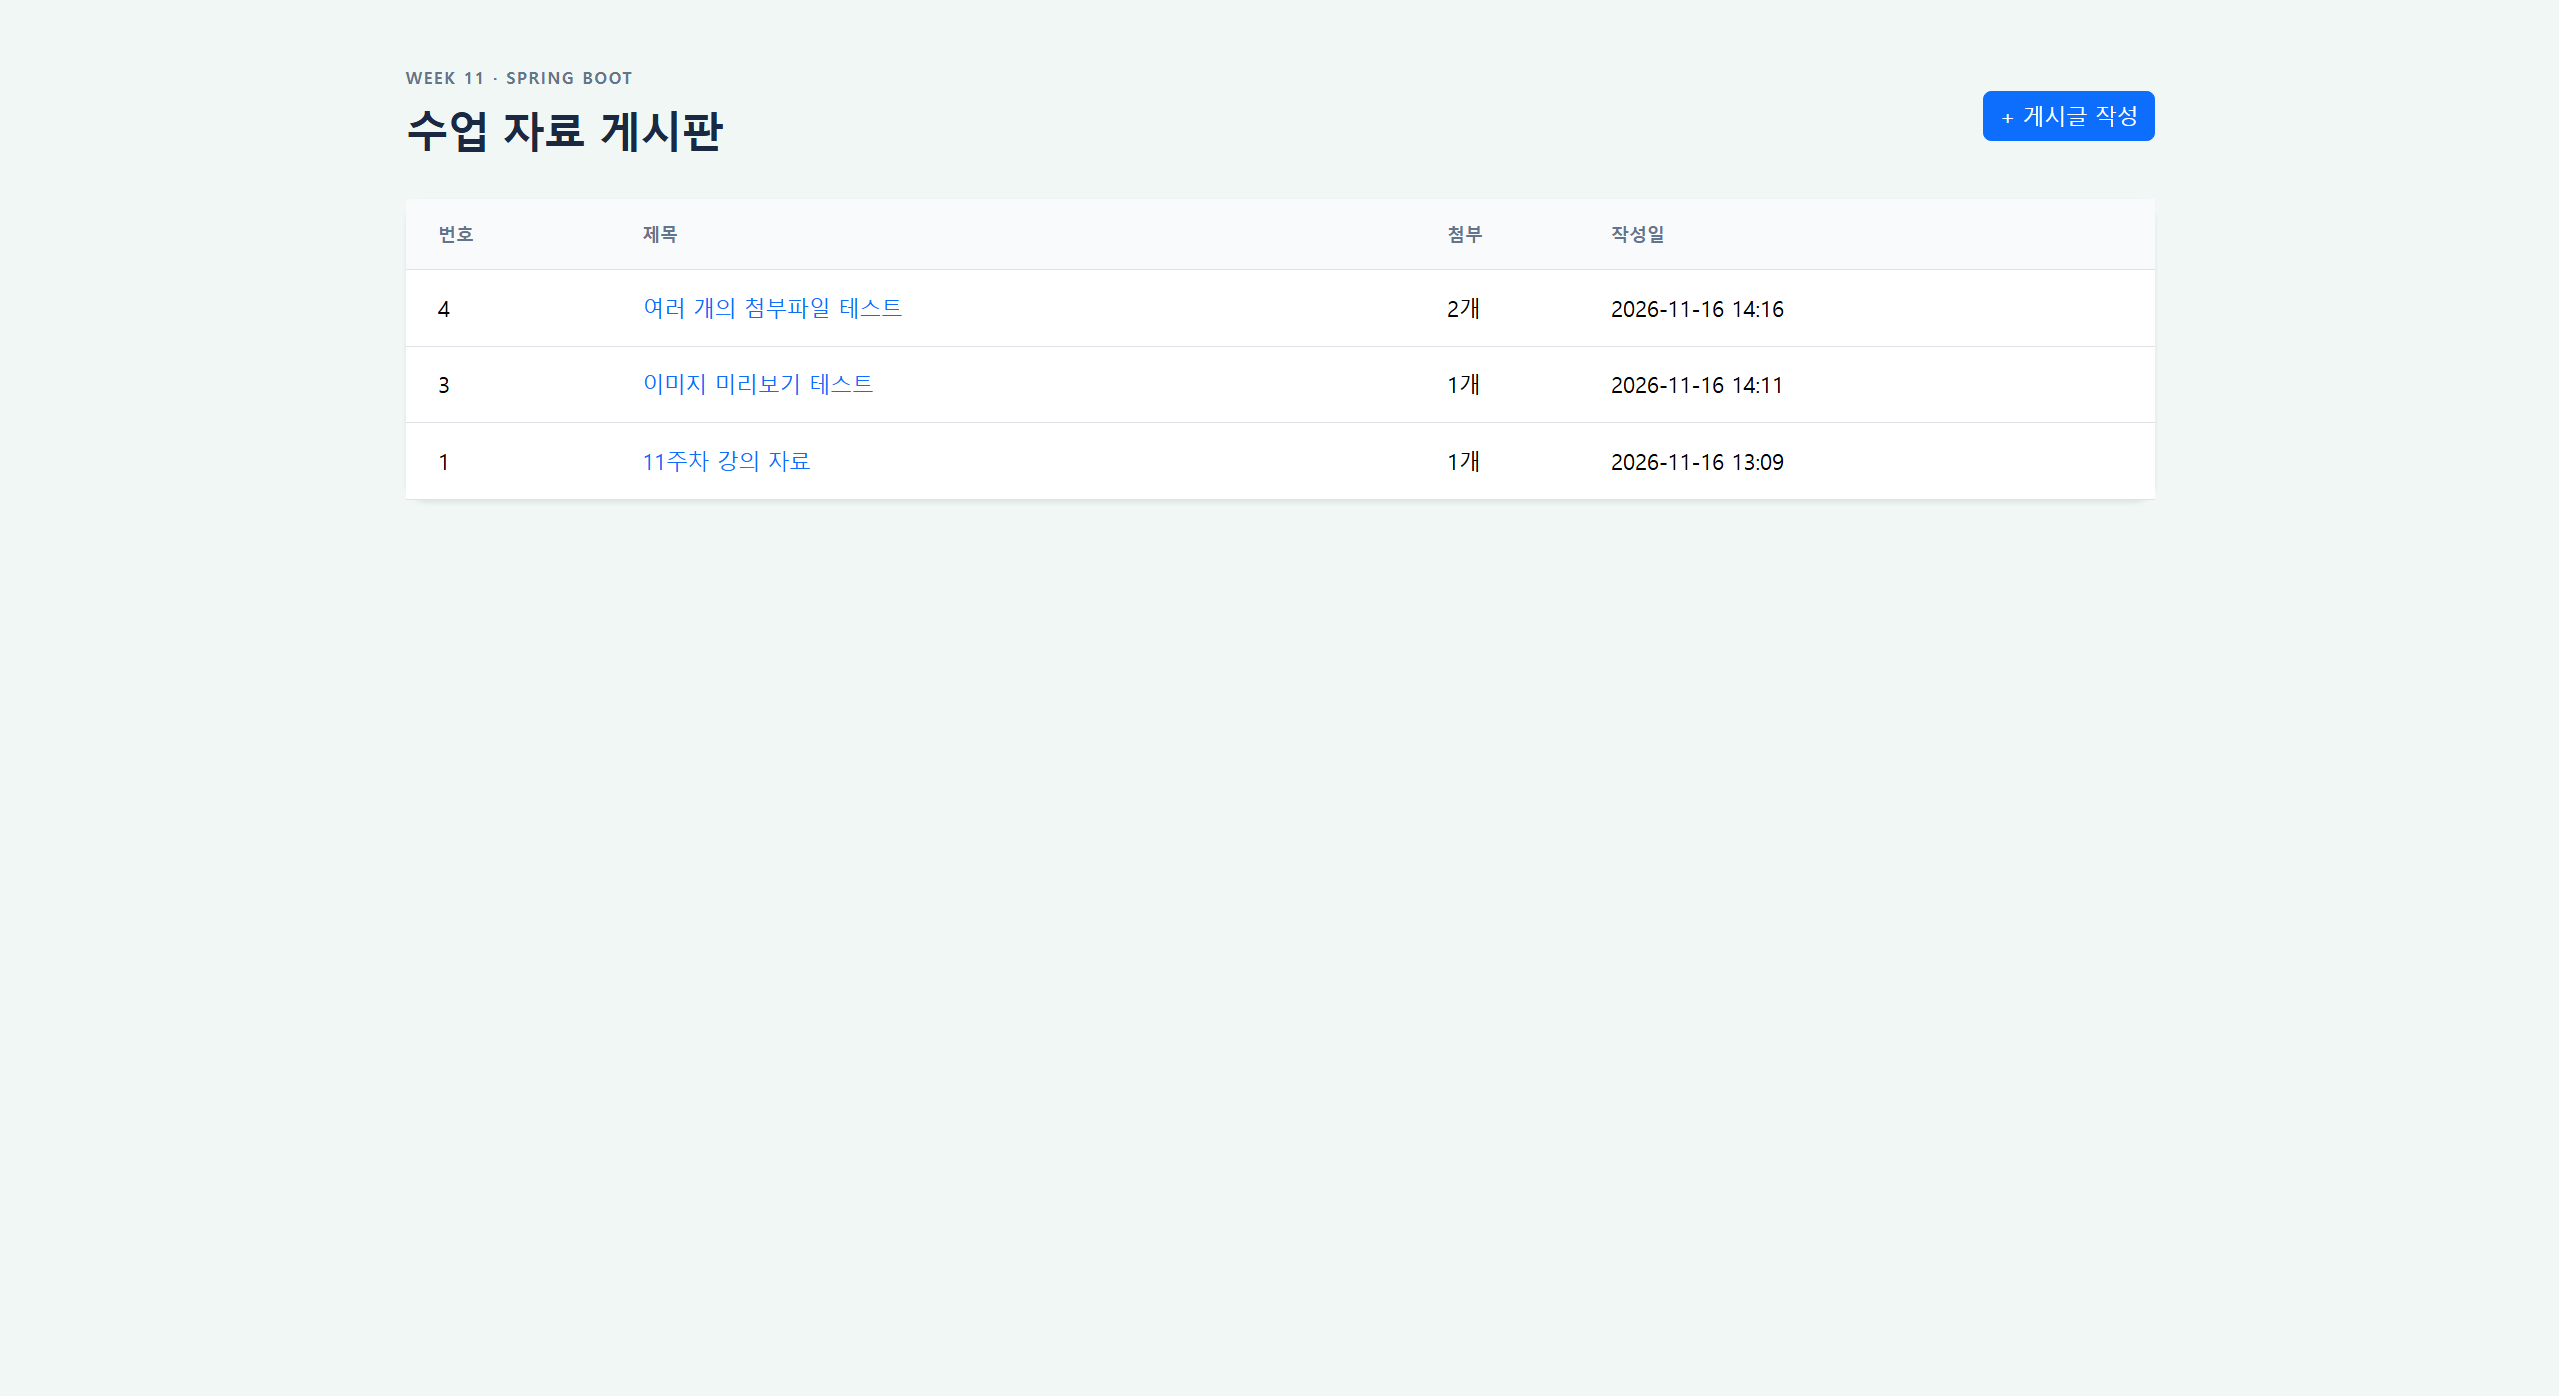 WEEK 11 · SPRING BOOT
수업 자료 게시판
+ 게시글 작성
번호 제목 첨부 작성일
4 여러 개의 첨부파일 테스트 2개 2026-11-16 14:16
3 이미지 미리보기 테스트 1개 2026-11-16 14:11
1 11주차 강의 자료 1개 2026-11-16 13:09